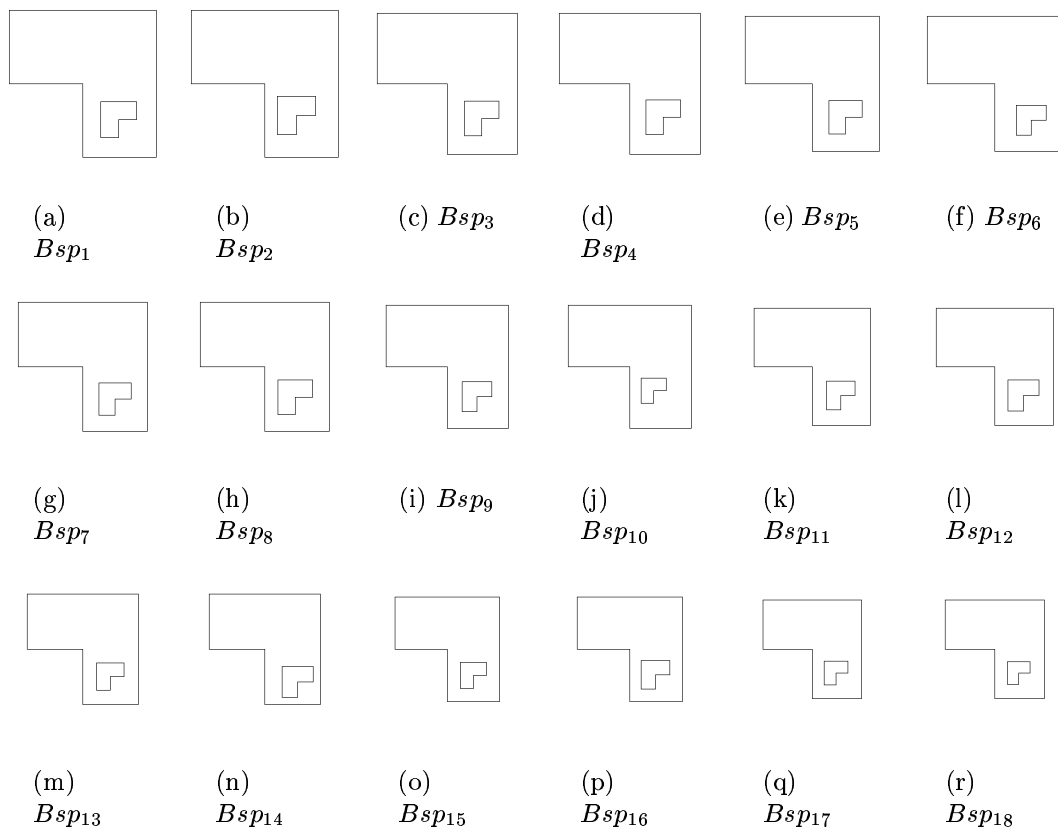 (a) (b) (c) Bsp₃ (d) (e) Bsp₅ (f) Bsp₆
Bsp₁ Bsp₂ Bsp₄
(g) (h) (i) Bsp₉ (j) (k) (l)
Bsp₇ Bsp₈ Bsp₁₀ Bsp₁₁ Bsp₁₂
(m) (n) (o) (p) (q) (r)
Bsp₁₃ Bsp₁₄ Bsp₁₅ Bsp₁₆ Bsp₁₇ Bsp₁₈